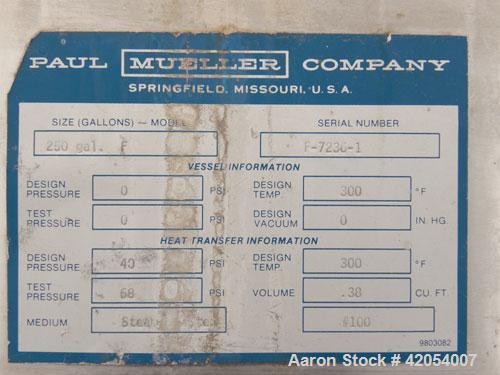 PAUL MUELLER COMPANY
SPRINGFIELD, MISSOURI, U.S.A.
SIZE (GALLONS) — MODEL SERIAL NUMBER
250 gal. F F-7236-1
VESSEL INFORMATION
DESIGN PRESSURE 0 PSI DESIGN TEMP. 300 °F
TEST PRESSURE 0 PSI DESIGN VACUUM 0 IN. HG.
HEAT TRANSFER INFORMATION
DESIGN PRESSURE 40 PSI DESIGN TEMP. 300 °F
TEST PRESSURE 68 PSI VOLUME .38 CU. FT.
MEDIUM #100
9803082
Aaron Stock # 42054007